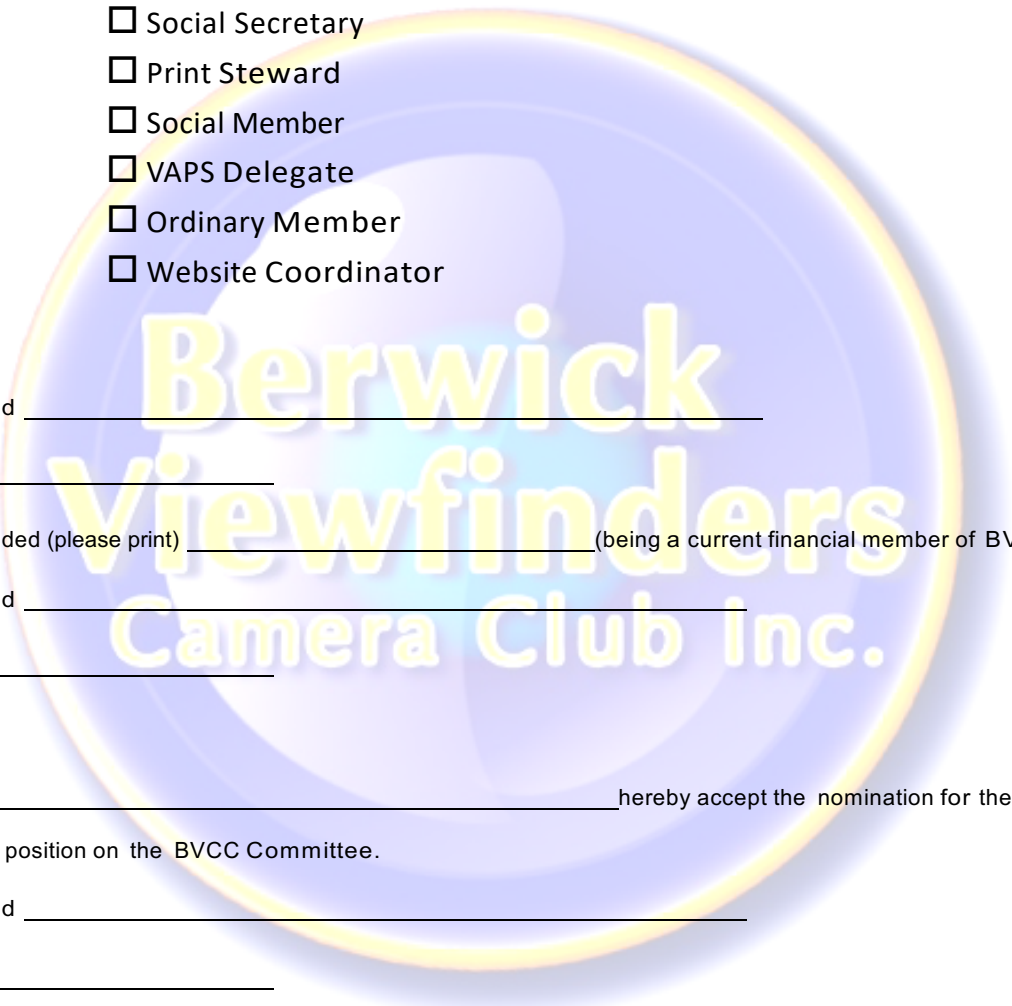 ☐ Social Secretary
☐ Print Steward
☐ Social Member
☐ VAPS Delegate
☐ Ordinary Member
☐ Website Coordinator
Berwick
d
Viewfinders
ded (please print) (being a current financial member of BV
d
Camera Club Inc.
hereby accept the nomination for the
position on the BVCC Committee.
d